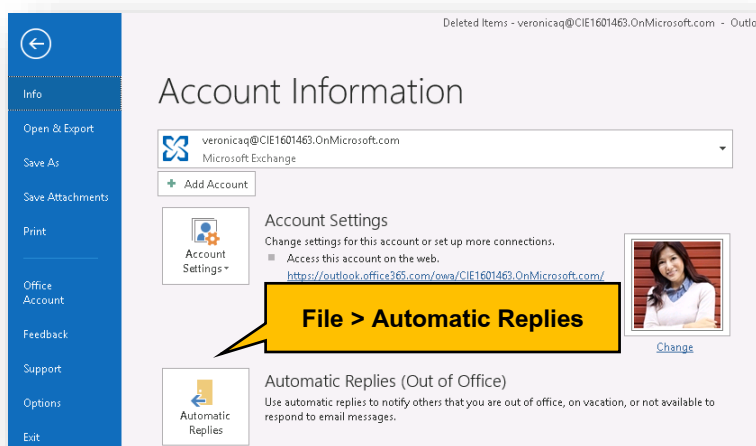 Deleted Items - veronicaq@CIE1601463.OnMicrosoft.com - Outlo
Info
Open & Export
Save As
Save Attachments
Print
Office
Account
Feedback
Support
Options
Exit
Account Information
veronicaq@CIE1601463.OnMicrosoft.com
Microsoft Exchange
+ Add Account
Account
Settings
Account Settings
Change settings for this account or set up more connections.
Access this account on the web.
https://outlook.office365.com/owa/CIE1601463.OnMicrosoft.com/
File > Automatic Replies
Change
Automatic
Replies
Automatic Replies (Out of Office)
Use automatic replies to notify others that you are out of office, on vacation, or not available to
respond to email messages.